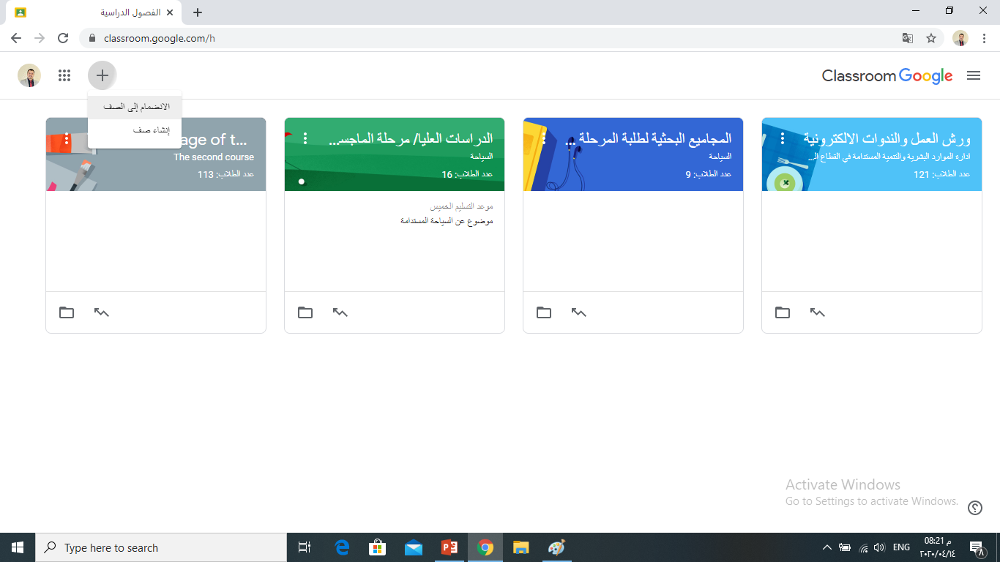 الفصول الدراسية
classroom.google.com/h
Classroom Google
الانضمام إلى الصف
إنشاء صف
ورش العمل والندوات الالكترونية
ادارة الموارد البشرية والتنمية المستدامة في القطاع ال...
عدد الطلاب: 121
المجاميع البحثية لطلبة المرحلة ...
السياحة
عدد الطلاب: 9
الدراسات العليا/ مرحلة الماجس...
السياحة
عدد الطلاب: 16
موعد التسليم الخميس
موضوع عن السياحة المستدامة
age of t...
The second course
عدد الطلاب: 113
Activate Windows
Go to Settings to activate Windows.
Type here to search
ENG
08:21 م
٢٠٢٠/٠٤/١٤
٨